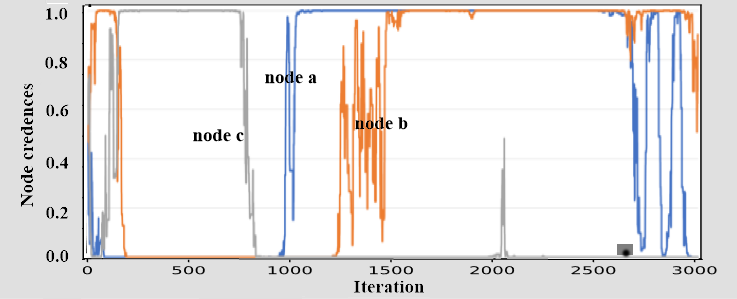 1.0
0.8
0.6
0.4
0.2
0.0
Node credences
node a
node b
node c
0 500 1000 1500 2000 2500 3000
Iteration